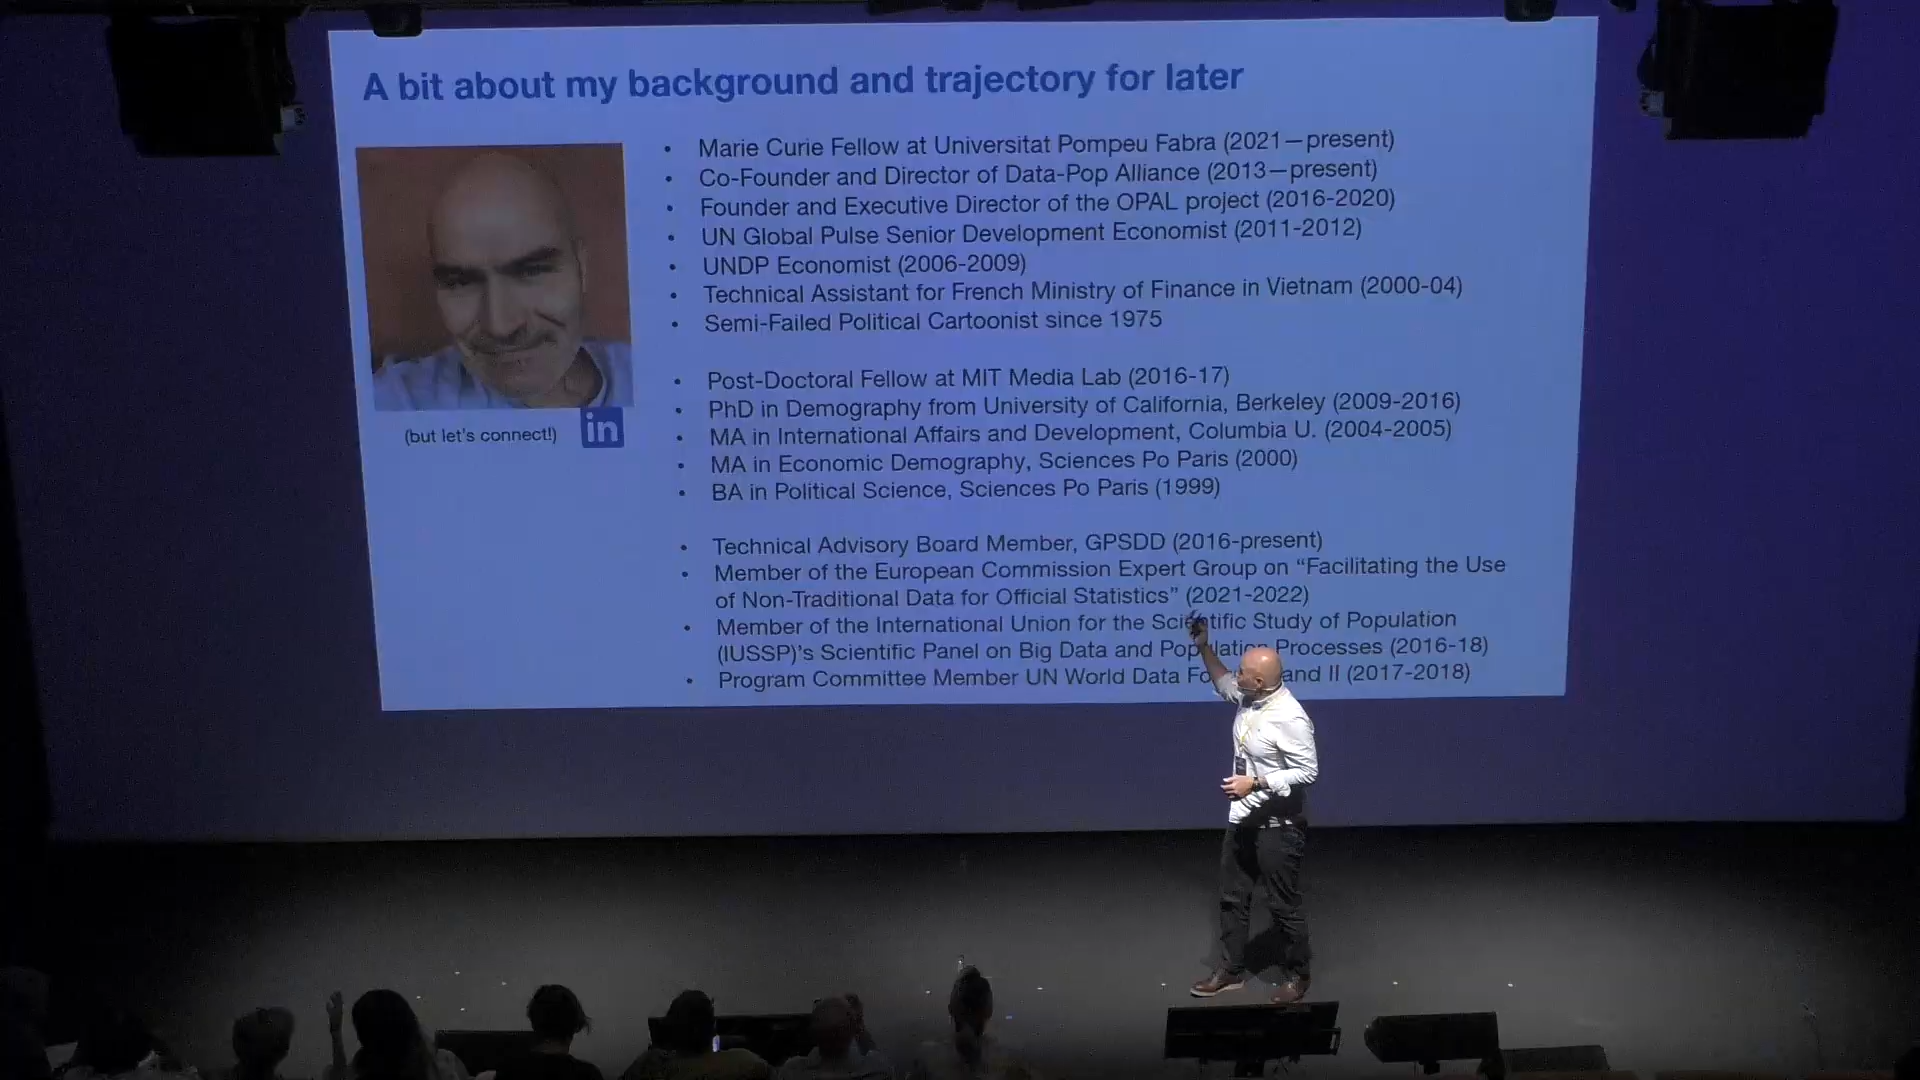 A bit about my background and trajectory for later
• Marie Curie Fellow at Universitat Pompeu Fabra (2021—present)
• Co-Founder and Director of Data-Pop Alliance (2013—present)
• Founder and Executive Director of the OPAL project (2016-2020)
• UN Global Pulse Senior Development Economist (2011-2012)
• UNDP Economist (2006-2009)
• Technical Assistant for French Ministry of Finance in Vietnam (2000-04)
• Semi-Failed Political Cartoonist since 1975
• Post-Doctoral Fellow at MIT Media Lab (2016-17)
• PhD in Demography from University of California, Berkeley (2009-2016)
• MA in International Affairs and Development, Columbia U. (2004-2005)
• MA in Economic Demography, Sciences Po Paris (2000)
• BA in Political Science, Sciences Po Paris (1999)
• Technical Advisory Board Member, GPSDD (2016-present)
• Member of the European Commission Expert Group on “Facilitating the Use
of Non-Traditional Data for Official Statistics” (2021-2022)
• Member of the International Union for the Scientific Study of Population
(IUSSP)’s Scientific Panel on Big Data and Population Processes (2016-18)
• Program Committee Member UN World Data and II (2017-2018)
(but let's connect!)
in